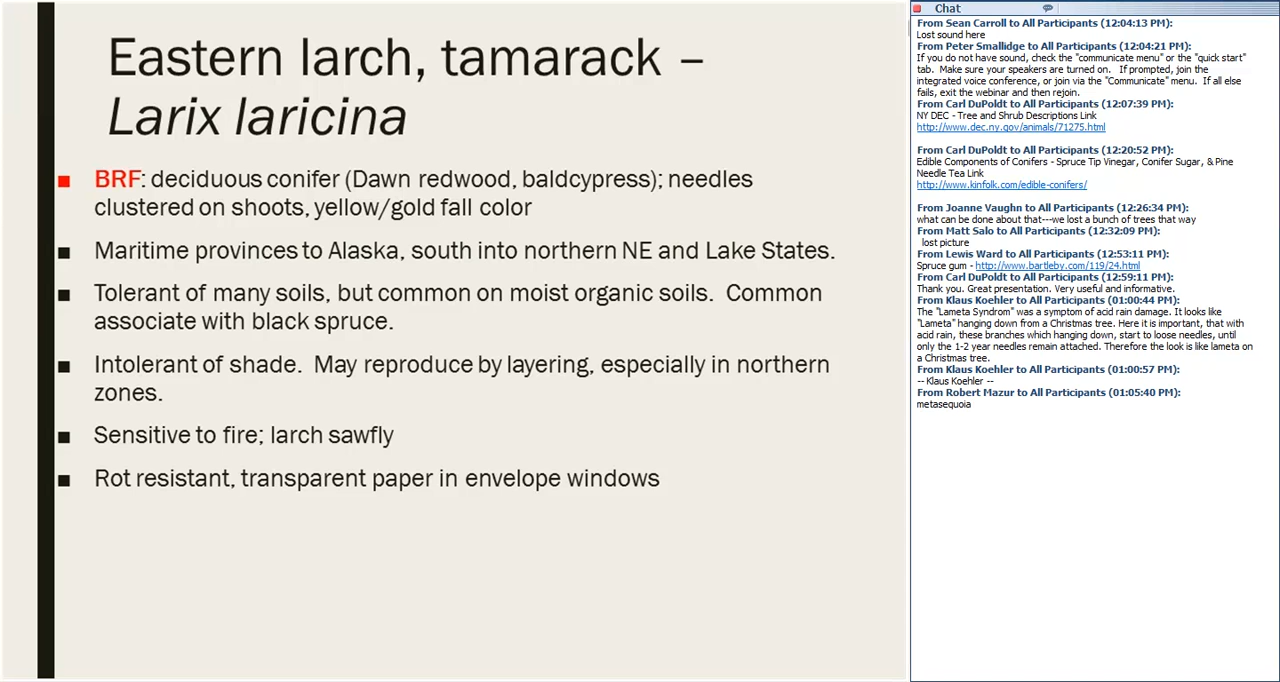 Eastern larch, tamarack –
Larix laricina
■ BRF: deciduous conifer (Dawn redwood, baldcypress); needles
clustered on shoots, yellow/gold fall color
■ Maritime provinces to Alaska, south into northern NE and Lake States.
■ Tolerant of many soils, but common on moist organic soils.  Common
associate with black spruce.
■ Intolerant of shade.  May reproduce by layering, especially in northern
zones.
■ Sensitive to fire; larch sawfly
■ Rot resistant, transparent paper in envelope windows
Chat
From Sean Carroll to All Participants (12:04:13 PM):
Lost sound here
From Peter Smallidge to All Participants (12:04:21 PM):
If you do not have sound, check the "communicate menu" or the "quick start"
tab.  Make sure your speakers are turned on.   If prompted, join the
integrated voice conference, or join via the "Communicate" menu.  If all else
fails, exit the webinar and then rejoin.
From Carl DuPoldt to All Participants (12:07:39 PM):
NY DEC - Tree and Shrub Descriptions Link
http://www.dec.ny.gov/animals/71275.html
From Carl DuPoldt to All Participants (12:20:52 PM):
Edible Components of Conifers - Spruce Tip Vinegar, Conifer Sugar, & Pine
Needle Tea Link
http://www.kinfolk.com/edible-conifers/
From Joanne Vaughn to All Participants (12:26:34 PM):
what can be done about that---we lost a bunch of trees that way
From Matt Salo to All Participants (12:32:09 PM):
lost picture
From Lewis Ward to All Participants (12:53:11 PM):
Spruce gum - http://www.bartleby.com/119/24.html
From Carl DuPoldt to All Participants (12:59:11 PM):
Thank you. Great presentation. Very useful and informative.
From Klaus Koehler to All Participants (01:00:44 PM):
The "Lameta Syndrom" was a symptom of acid rain damage. It looks like
"Lameta" hanging down from a Christmas tree. Here it is important, that with
acid rain, these branches which hanging down, start to loose needles, until
only the 1-2 year needles remain attached. Therefore the look is like lameta on
a Christmas tree.
From Klaus Koehler to All Participants (01:00:57 PM):
-- Klaus Koehler --
From Robert Mazur to All Participants (01:05:40 PM):
metasequoia